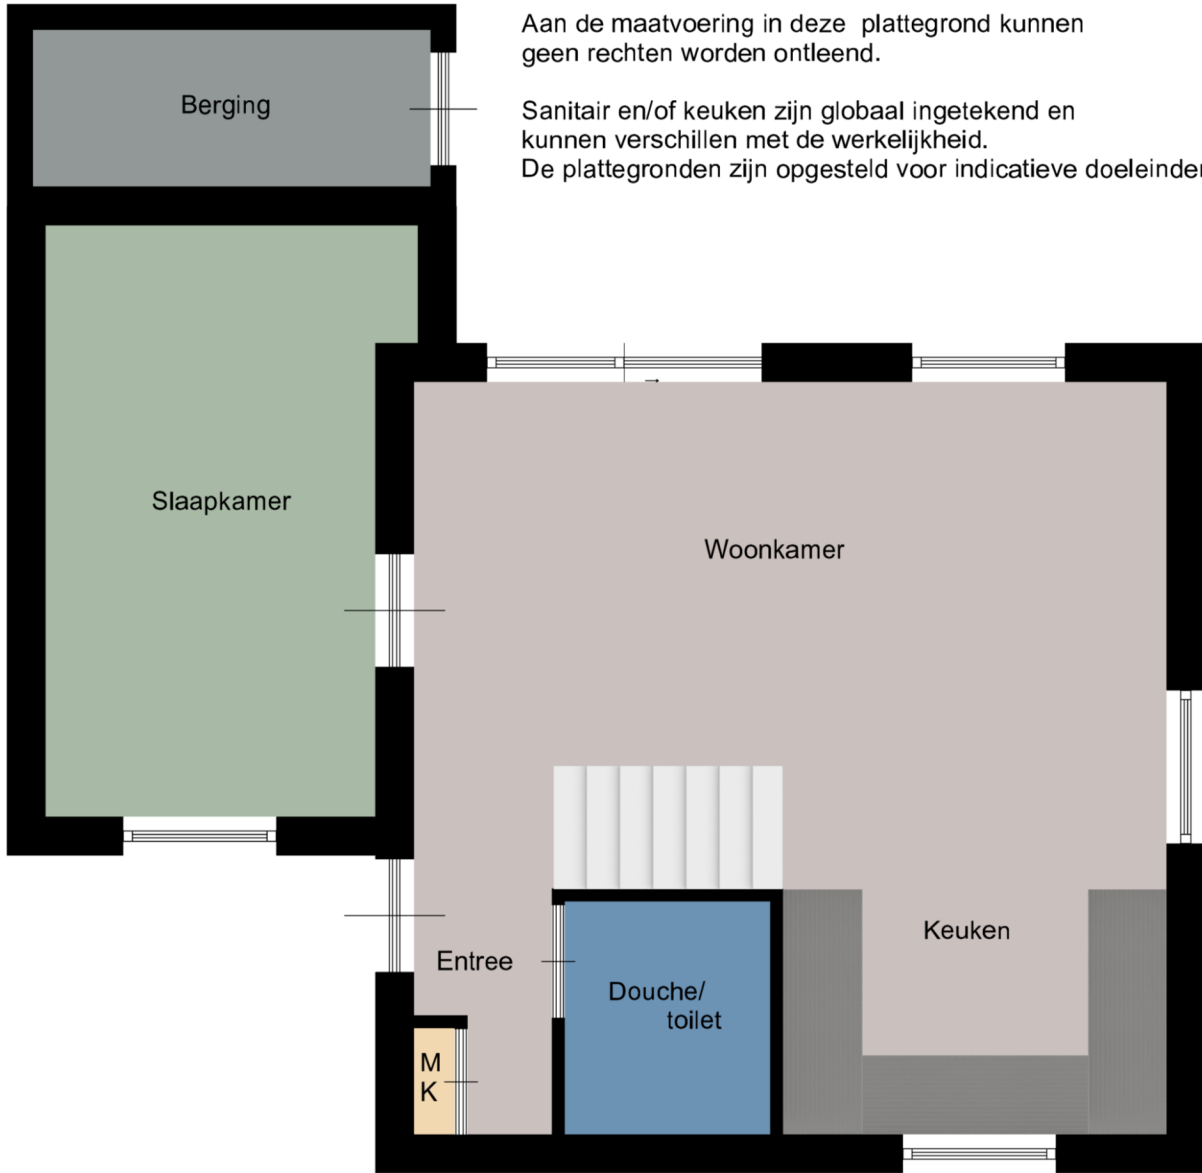 Aan de maatvoering in deze plattegrond kunnen
geen rechten worden ontleend.
Sanitair en/of keuken zijn globaal ingetekend en
kunnen verschillen met de werkelijkheid.
De plattegronden zijn opgesteld voor indicatieve doeleinden
Berging
Slaapkamer
Woonkamer
Keuken
Entree
Douche/
toilet
M
K